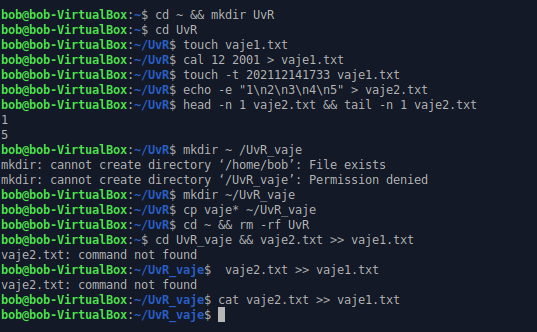 bob@bob-VirtualBox:~$ cd ~ && mkdir UvR
bob@bob-VirtualBox:~$ cd UvR
bob@bob-VirtualBox:~/UvR$ touch vaje1.txt
bob@bob-VirtualBox:~/UvR$ cal 12 2001 > vaje1.txt
bob@bob-VirtualBox:~/UvR$ touch -t 202112141733 vaje1.txt
bob@bob-VirtualBox:~/UvR$ echo -e "1\n2\n3\n4\n5" > vaje2.txt
bob@bob-VirtualBox:~/UvR$ head -n 1 vaje2.txt && tail -n 1 vaje2.txt
1
5
bob@bob-VirtualBox:~/UvR$ mkdir ~ /UvR_vaje
mkdir: cannot create directory ‘/home/bob’: File exists
mkdir: cannot create directory ‘/UvR_vaje’: Permission denied
bob@bob-VirtualBox:~/UvR$ mkdir ~/UvR_vaje
bob@bob-VirtualBox:~/UvR$ cp vaje* ~/UvR_vaje
bob@bob-VirtualBox:~/UvR$ cd ~ && rm -rf UvR
bob@bob-VirtualBox:~$ cd UvR_vaje && vaje2.txt >> vaje1.txt
vaje2.txt: command not found
bob@bob-VirtualBox:~/UvR_vaje$  vaje2.txt >> vaje1.txt
vaje2.txt: command not found
bob@bob-VirtualBox:~/UvR_vaje$ cat vaje2.txt >> vaje1.txt
bob@bob-VirtualBox:~/UvR_vaje$